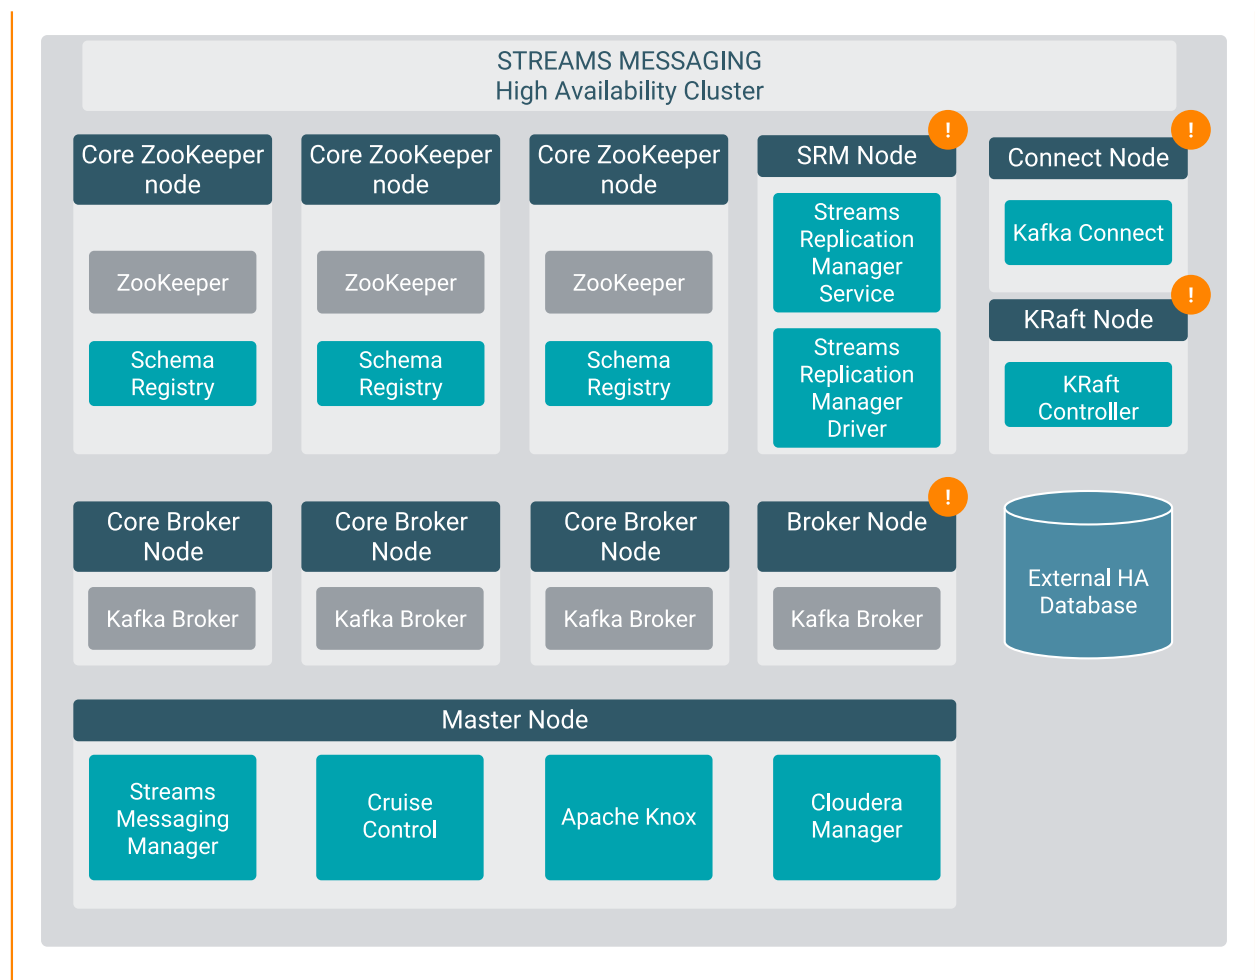 STREAMS MESSAGING
High Availability Cluster
Core ZooKeeper
node
ZooKeeper
Schema
Registry
Core ZooKeeper
node
ZooKeeper
Schema
Registry
Core ZooKeeper
node
ZooKeeper
Schema
Registry
!
SRM Node
Streams
Replication
Manager
Service
Streams
Replication
Manager
Driver
!
Connect Node
Kafka Connect
!
KRaft Node
KRaft
Controller
Core Broker
Node
Kafka Broker
Core Broker
Node
Kafka Broker
Core Broker
Node
Kafka Broker
!
Broker Node
Kafka Broker
External HA
Database
Master Node
Streams
Messaging
Manager
Cruise
Control
Apache Knox
Cloudera
Manager